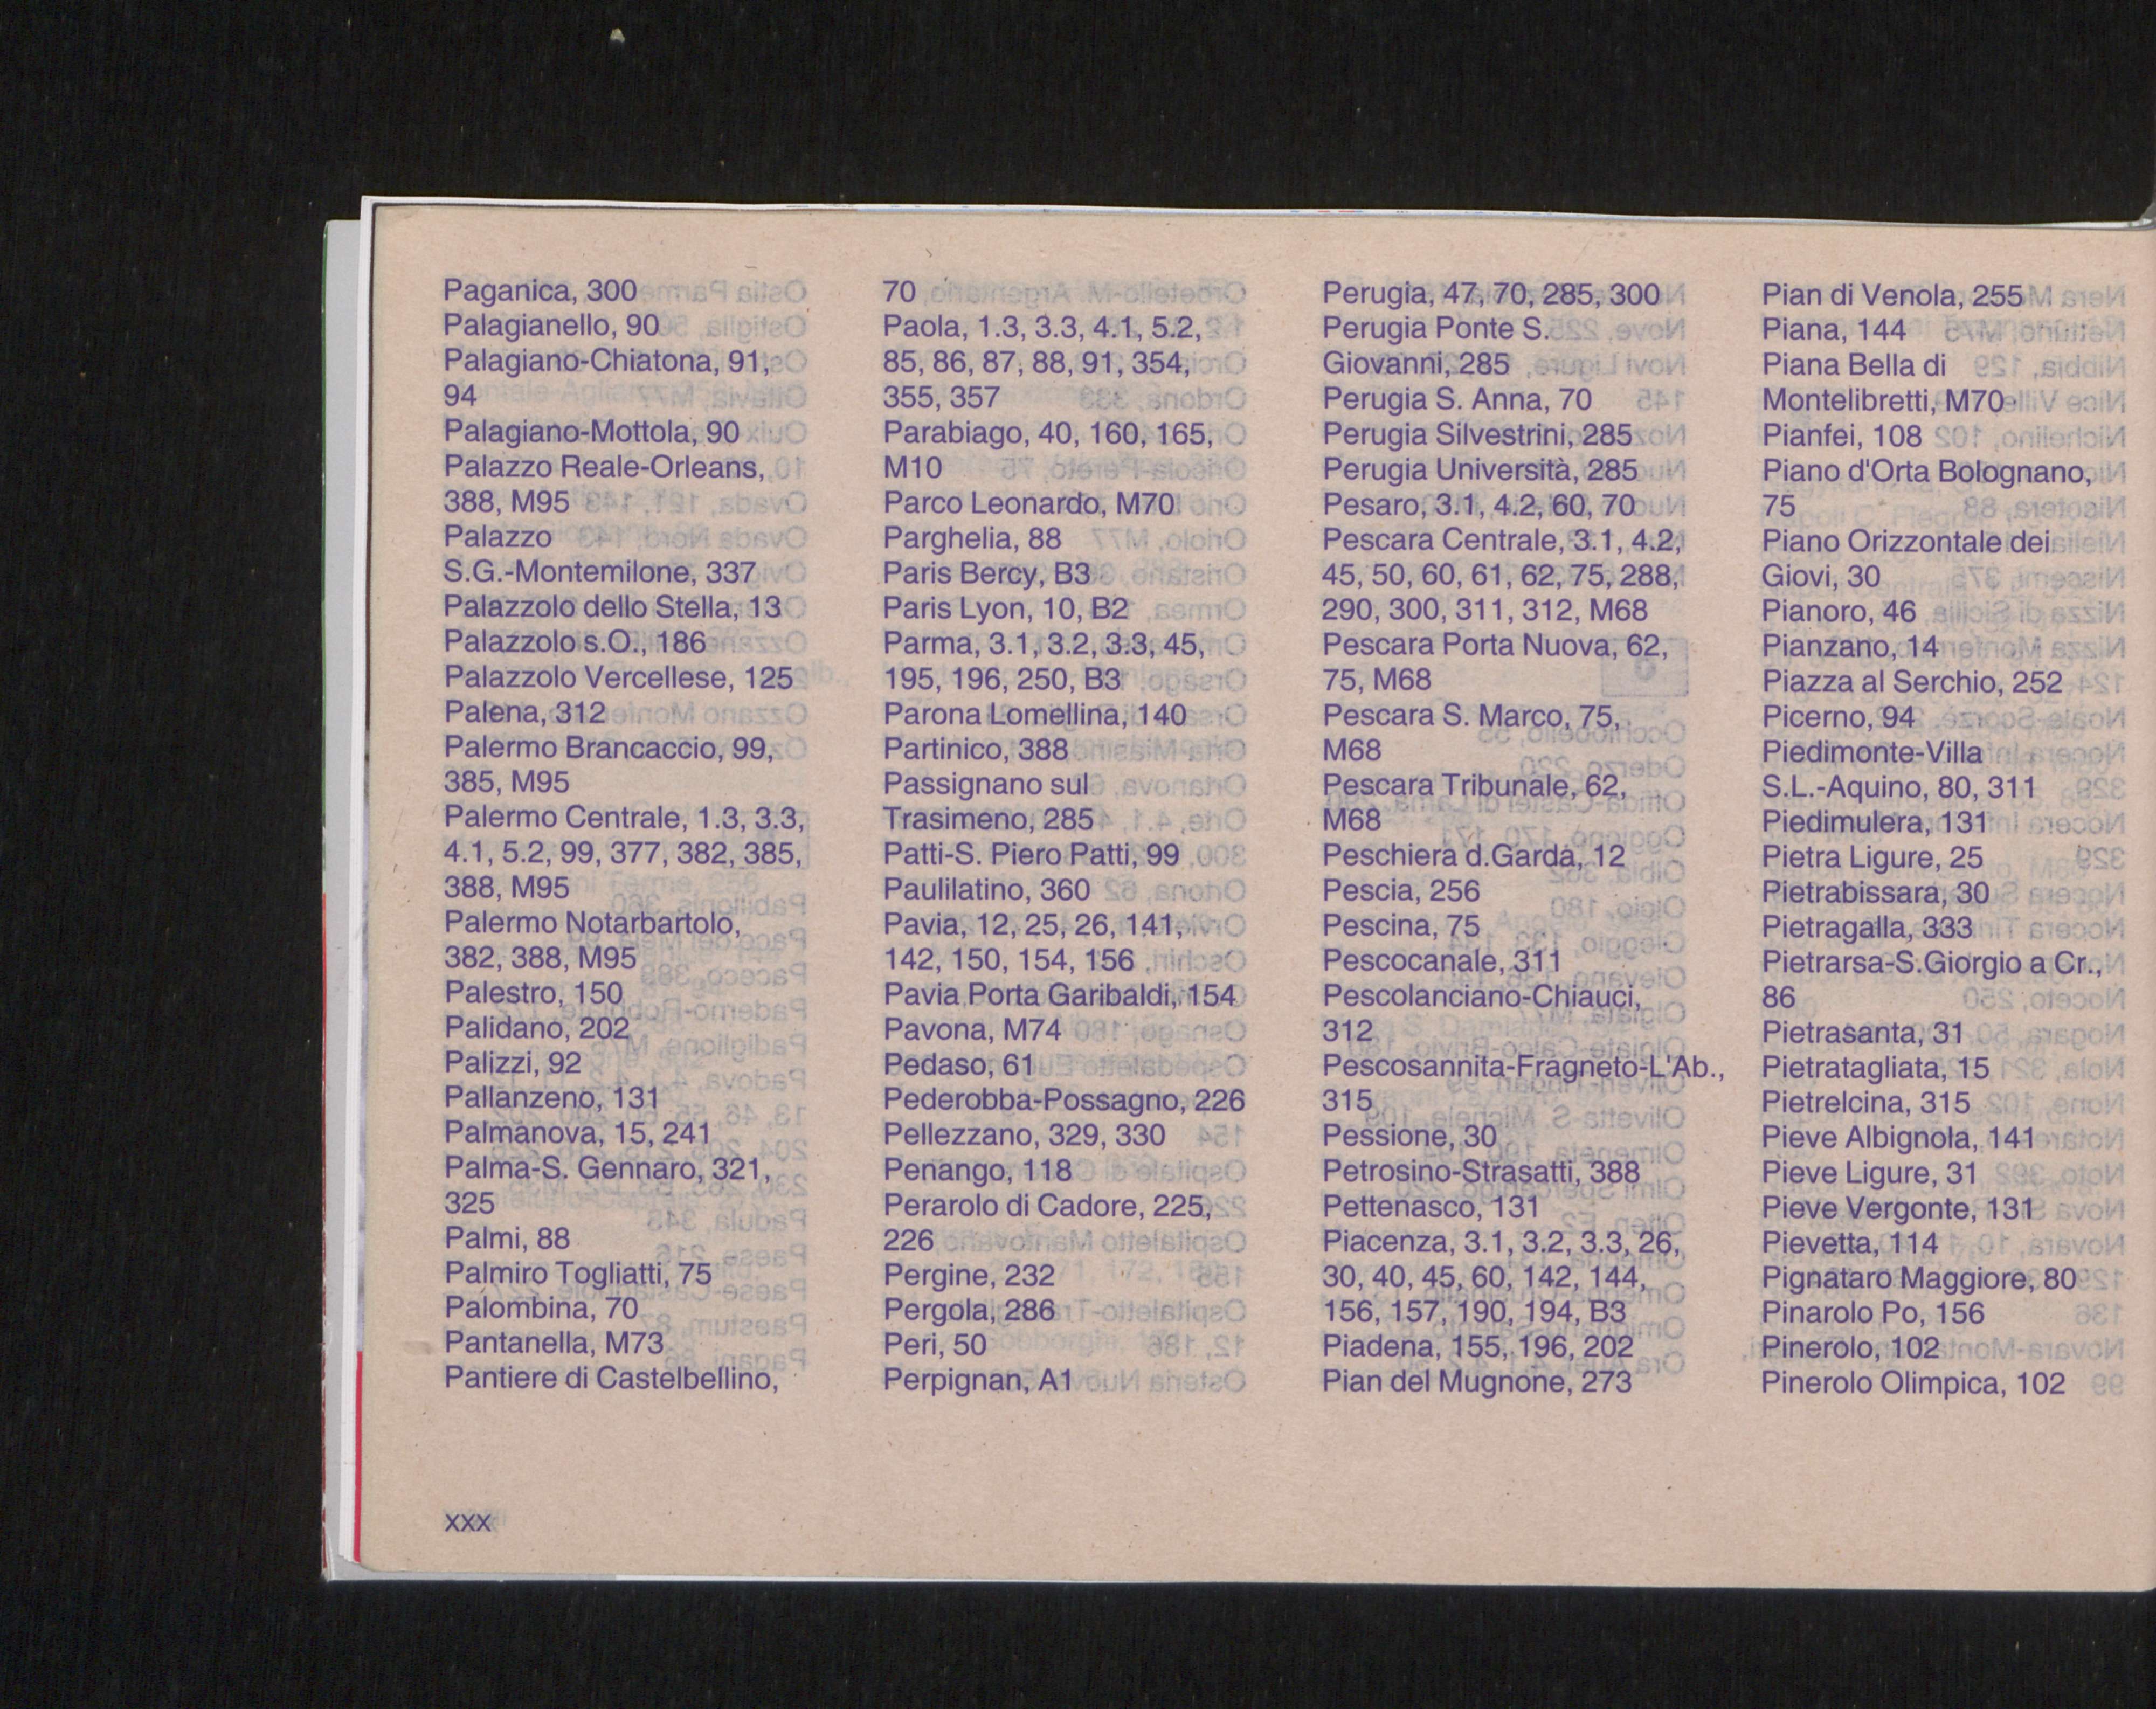 Paganica, 300
Palagianello, 90
Palagiano-Chiatona, 91,
94
Palagiano-Mottola, 90
Palazzo Reale-Orleans,
388, M95
Palazzo
S.G.-Montemilone, 337
Palazzolo dello Stella, 13
Palazzolo s.O., 186
Palazzolo Vercellese, 125
Palena, 312
Palermo Brancaccio, 99,
385, M95
Palermo Centrale, 1.3, 3.3,
4.1, 5.2, 99, 377, 382, 385,
388, M95
Palermo Notarbartolo,
382, 388, M95
Palestro, 150
Palidano, 202
Palizzi, 92
Pallanzeno, 131
Palmanova, 15, 241
Palma-S. Gennaro, 321,
325
Palmi, 88
Palmiro Togliatti, 75
Palombina, 70
Pantanella, M73
Pantiere di Castelbellino,
70
Paola, 1.3, 3.3, 4.1, 5.2,
85, 86, 87, 88, 91, 354,
355, 357
Parabiago, 40, 160, 165,
M10
Parco Leonardo, M70
Parghelia, 88
Paris Bercy, B3
Paris Lyon, 10, B2
Parma, 3.1, 3.2, 3.3, 45,
195, 196, 250, B3
Parona Lomellina, 140
Partinico, 388
Passignano sul
Trasimeno, 285
Patti-S. Piero Patti, 99
Paulilatino, 360
Pavia, 12, 25, 26, 141,
142, 150, 154, 156
Pavia Porta Garibaldi, 154
Pavona, M74
Pedaso, 61
Pederobba-Possagno, 226
Pellezzano, 329, 330
Penango, 118
Perarolo di Cadore, 225,
226
Pergine, 232
Pergola, 286
Peri, 50
Perpignan, A1
Perugia, 47, 70, 285, 300
Perugia Ponte S.
Giovanni, 285
Perugia S. Anna, 70
Perugia Silvestrini, 285
Perugia Università, 285
Pesaro, 3.1, 4.2, 60, 70
Pescara Centrale, 3.1, 4.2,
45, 50, 60, 61, 62, 75, 288,
290, 300, 311, 312, M68
Pescara Porta Nuova, 62,
75, M68
Pescara S. Marco, 75,
M68
Pescara Tribunale, 62,
M68
Peschiera d.Garda, 12
Pescia, 256
Pescina, 75
Pescocanale, 311
Pescolanciano-Chiauci,
312
Pescosannita-Fragneto-L'Ab.,
315
Pessione, 30
Petrosino-Strasatti, 388
Pettenasco, 131
Piacenza, 3.1, 3.2, 3.3, 26,
30, 40, 45, 60, 142, 144,
156, 157, 190, 194, B3
Piadena, 155, 196, 202
Pian del Mugnone, 273
Pian di Venola, 255
Piana, 144
Piana Bella di
Montelibretti, M70
Pianfei, 108
Piano d'Orta Bolognano,
75
Piano Orizzontale dei
Giovi, 30
Pianoro, 46
Pianzano, 14
Piazza al Serchio, 252
Picerno, 94
Piedimonte-Villa
S.L.-Aquino, 80, 311
Piedimulera, 131
Pietra Ligure, 25
Pietrabissara, 30
Pietragalla, 333
Pietrarsa-S.Giorgio a Cr.,
86
Pietrasanta, 31
Pietratagliata, 15
Pietrelcina, 315
Pieve Albignola, 141
Pieve Ligure, 31
Pieve Vergonte, 131
Pievetta, 114
Pignataro Maggiore, 80
Pinarolo Po, 156
Pinerolo, 102
Pinerolo Olimpica, 102
xxx